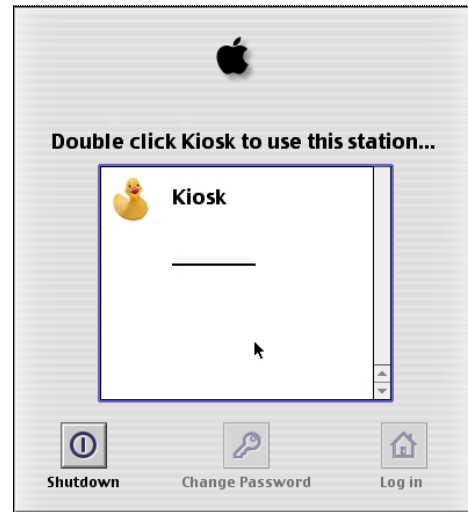 Double click Kiosk to use this station...
Kiosk
Shutdown
Change Password
Log in